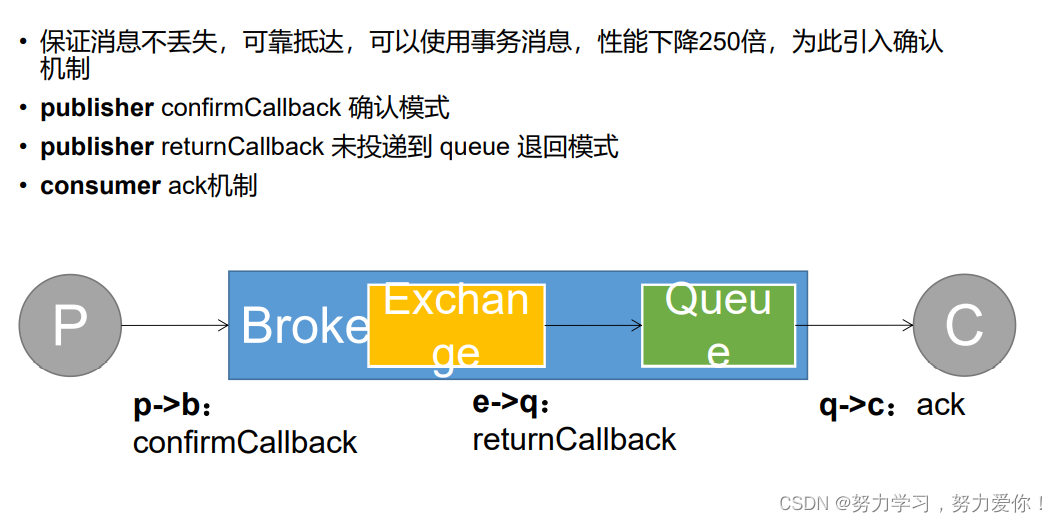 • 保证消息不丢失，可靠抵达，可以使用事务消息，性能下降250倍，为此引入确认
机制
• publisher confirmCallback 确认模式
• publisher returnCallback 未投递到 queue 退回模式
• consumer ack机制
P
Broke
Exchan
ge
Queu
e
C
p->b：
confirmCallback
e->q：
returnCallback
q->c：ack
CSDN @努力学习，努力爱你！